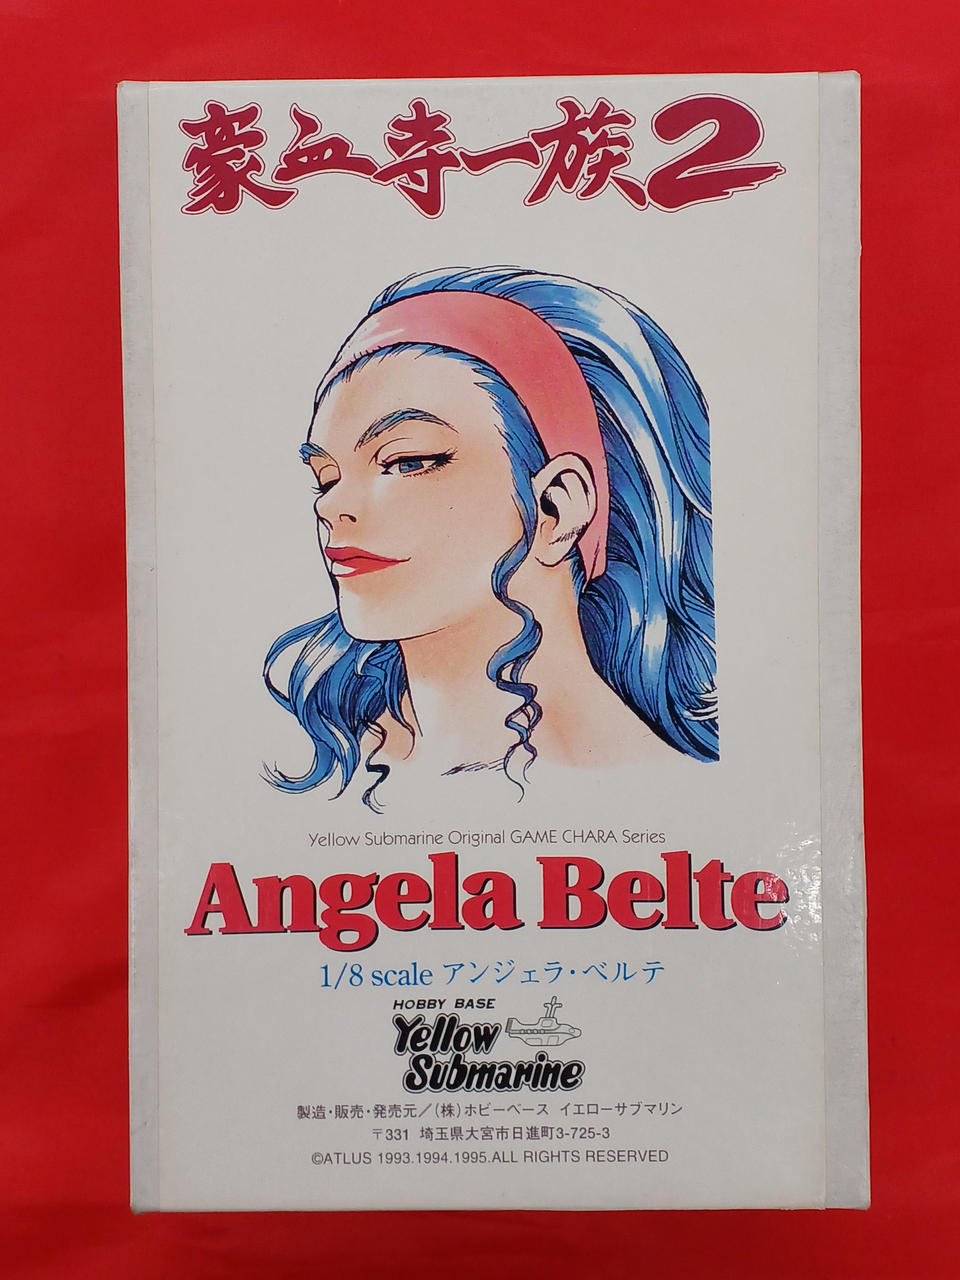 豪血寺一族2
Yellow Submarine Original GAME CHARA Series
Angela Belte
1/8 scale アンジェラ・ベルテ
HOBBY BASE
Yellow
Submarine
製造・販売・発売元／(株)ホビーベース イエローサブマリン
〒331 埼玉県大宮市日進町3-725-3
©ATLUS 1993.1994.1995.ALL RIGHTS RESERVED